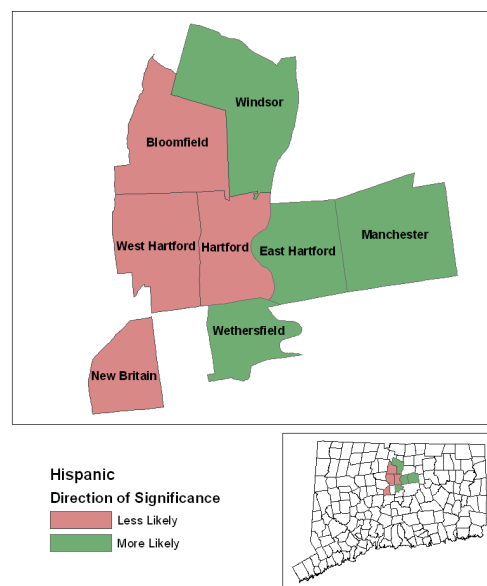 Windsor
Bloomfield
West Hartford
Hartford
East Hartford
Manchester
Wethersfield
New Britain
Hispanic
Direction of Significance
Less Likely
More Likely